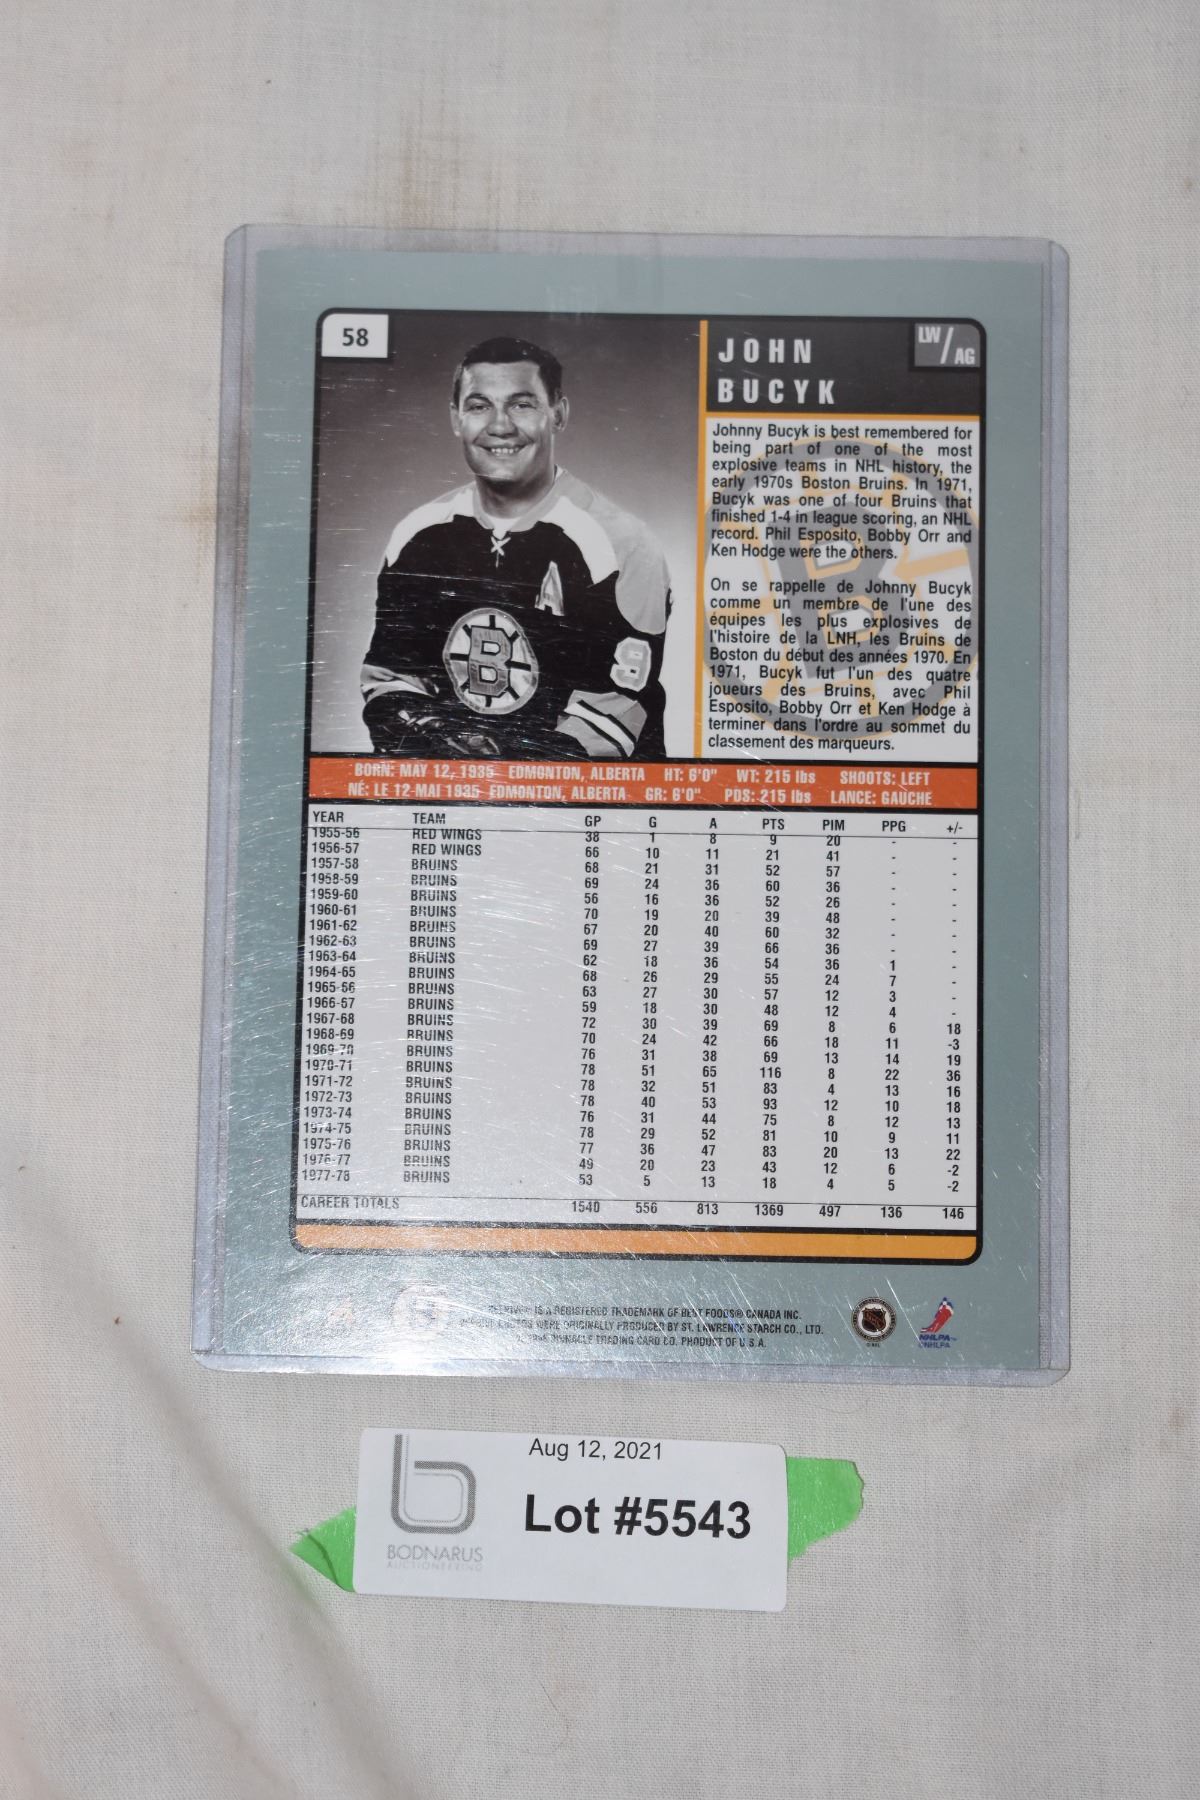 58
JOHN
BUCYK
LW/AG
Johnny Bucyk is best remembered for
being part of one of the most
explosive teams in NHL history, the
early 1970s Boston Bruins. In 1971,
Bucyk was one of four Bruins that
finished 1-4 in league scoring, an NHL
record. Phil Esposito, Bobby Orr and
Ken Hodge were the others.
On se rappelle de Johnny Bucyk
comme un membre de l'une des
équipes les plus explosives de
l'histoire de la LNH, les Bruins de
Boston du début des années 1970. En
1971, Bucyk fut l'un des quatre
joueurs des Bruins, avec Phil
Esposito, Bobby Orr et Ken Hodge à
terminer dans l'ordre au sommet du
classement des marqueurs.
A
B
9
BORN: MAY 12, 1935 EDMONTON, ALBERTA HT: 6'0" WT: 215 lbs SHOOTS: LEFT
NÉ: LE 12 MAI 1935 EDMONTON, ALBERTA GR: 6'0" PDS: 215 lbs LANCE: GAUCHE
YEAR TEAM GP G A PTS PIM PPG +/-
1955-56 RED WINGS 38 1 8 9 20 - -
1956-57 RED WINGS 66 10 11 21 41 - -
1957-58 BRUINS 68 21 31 52 57 - -
1958-59 BRUINS 69 24 36 60 36 - -
1959-60 BRUINS 56 16 36 52 26 - -
1960-61 BRUINS 70 19 20 39 48 - -
1961-62 BRUINS 67 20 40 60 32 - -
1962-63 BRUINS 69 27 39 66 36 - -
1963-64 BRUINS 62 18 36 54 36 1 -
1964-65 BRUINS 68 26 29 55 24 7 -
1965-66 BRUINS 63 27 30 57 12 3 -
1966-67 BRUINS 59 18 30 48 12 4 -
1967-68 BRUINS 72 30 39 69 8 6 18
1968-69 BRUINS 70 24 42 66 18 11 -3
1969-70 BRUINS 76 31 38 69 13 14 19
1970-71 BRUINS 78 51 65 116 8 22 36
1971-72 BRUINS 78 32 51 83 4 13 16
1972-73 BRUINS 78 40 53 93 12 10 18
1973-74 BRUINS 76 31 44 75 8 12 13
1974-75 BRUINS 78 29 52 81 10 9 11
1975-76 BRUINS 77 36 47 83 20 13 22
1976-77 BRUINS 49 20 23 43 12 6 -2
1977-78 BRUINS 53 5 13 18 4 5 -2
CAREER TOTALS 1540 556 813 1369 497 136 146
IS A REGISTERED TRADEMARK OF BEST FOODS® CANADA INC.
WERE ORIGINALLY PRODUCED BY ST. LAWRENCE STARCH CO., LTD.
PINNACLE TRADING CARD CO. PRODUCT OF U.S.A.
NHLPA
Aug 12, 2021
Lot #5543
BODNARUS
AUCTIONEERING